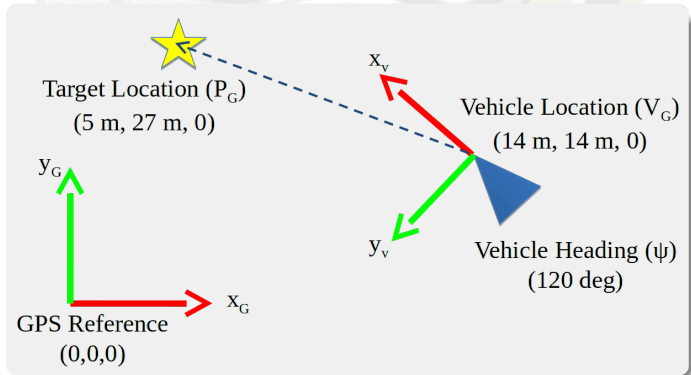 Target Location (P_G)
(5 m, 27 m, 0)
x_v
Vehicle Location (V_G)
(14 m, 14 m, 0)
y_G
y_v
Vehicle Heading (ψ)
(120 deg)
x_G
GPS Reference
(0,0,0)